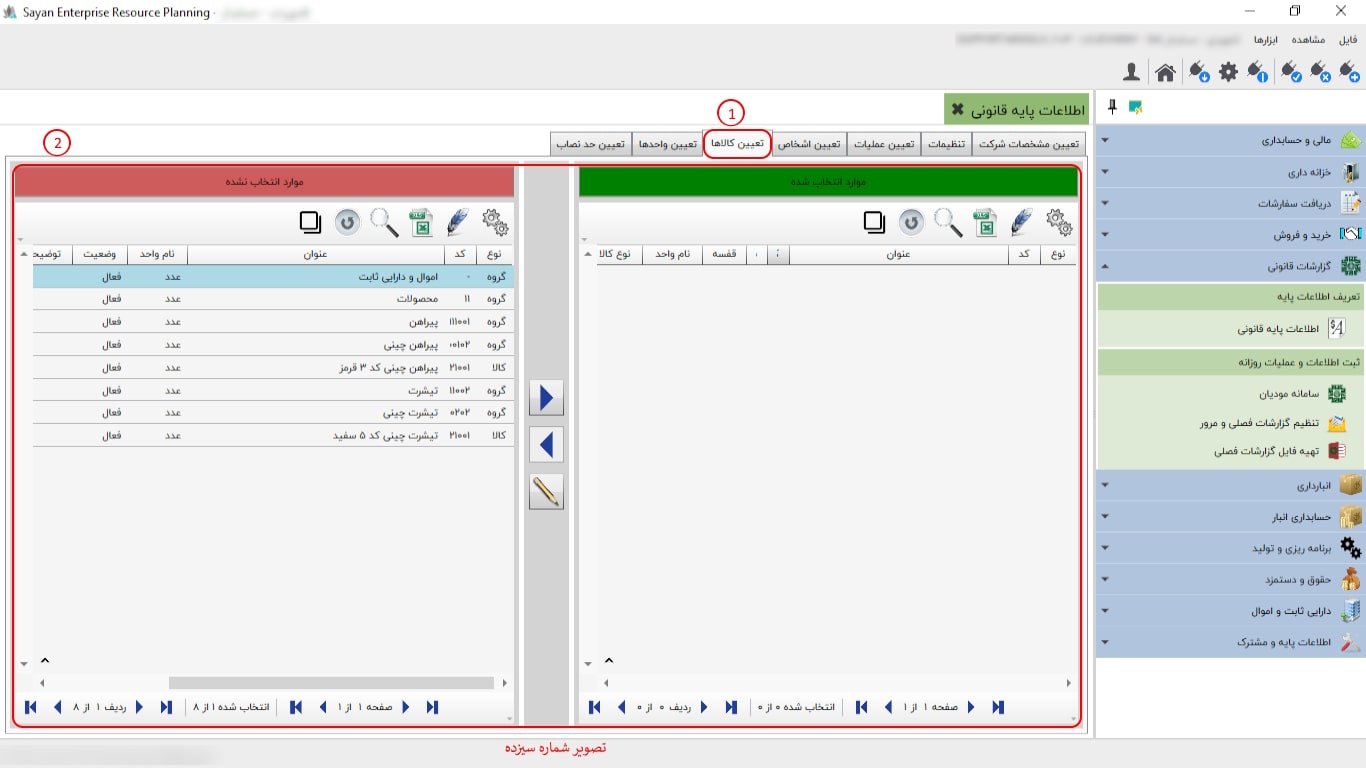 Sayan Enterprise Resource Planning
فایل مشاهده ابزارها
اطلاعات پایه قانونی
1
2
تعیین مشخصات شرکت تنظیمات تعیین عملیات تعیین اشخاص تعیین کالاها تعیین واحدها تعیین حد نصاب
مالی و حسابداری
خزانه داری
دریافت سفارشات
خرید و فروش
گزارشات قانونی
تعریف اطلاعات پایه
اطلاعات پایه قانونی
ثبت اطلاعات و عملیات روزانه
سامانه مودیان
تنظیم گزارشات فصلی و مرور
تهیه فایل گزارشات فصلی
انبارداری
حسابداری انبار
برنامه ریزی و تولید
حقوق و دستمزد
دارایی ثابت و اموال
اطلاعات پایه و مشترک
موارد انتخاب شده
نوع کد عنوان قفسه نام واحد نوع کالا
صفحه ۱ از ۱ انتخاب شده ۰ از ۰ ردیف ۰ از ۰
موارد انتخاب نشده
نوع کد عنوان نام واحد وضعیت توضیح
گروه ۰ اموال و دارایی ثابت عدد فعال
گروه ۱۱ محصولات عدد فعال
گروه ۱۱۱۰۰۱ پیراهن عدد فعال
گروه ۰۱۰۲ پیراهن چینی عدد فعال
کالا ۲۱۰۰۱ پیراهن چینی کد ۳ قرمز عدد فعال
گروه ۱۱۰۰۲ تیشرت عدد فعال
گروه ۰۲۰۲ تیشرت چینی عدد فعال
کالا ۲۱۰۰۱ تیشرت چینی کد ۵ سفید عدد فعال
صفحه ۱ از ۱ انتخاب شده ۱ از ۸ ردیف ۱ از ۸
تصویر شماره سیزده